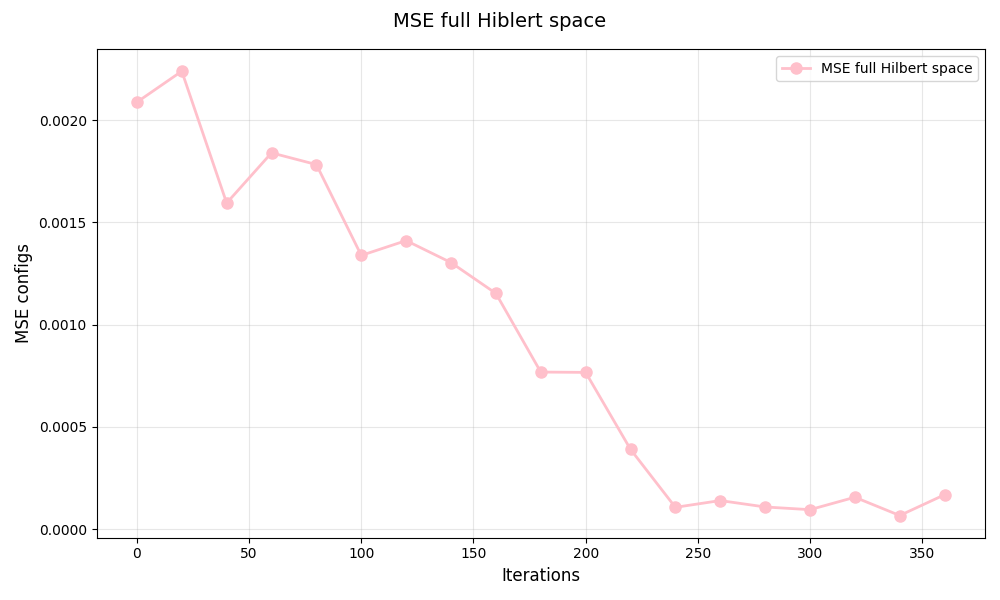 MSE full Hiblert space
MSE full Hilbert space
0.0020
0.0015
0.0010
0.0005
0.0000
MSE configs
0 50 100 150 200 250 300 350
Iterations